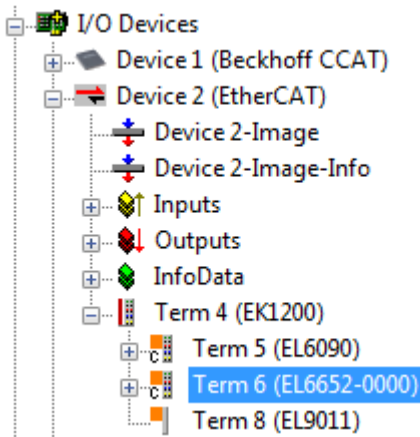 I/O Devices
Device 1 (Beckhoff CCAT)
Device 2 (EtherCAT)
Device 2-Image
Device 2-Image-Info
Inputs
Outputs
InfoData
Term 4 (EK1200)
Term 5 (EL6090)
Term 6 (EL6652-0000)
Term 8 (EL9011)